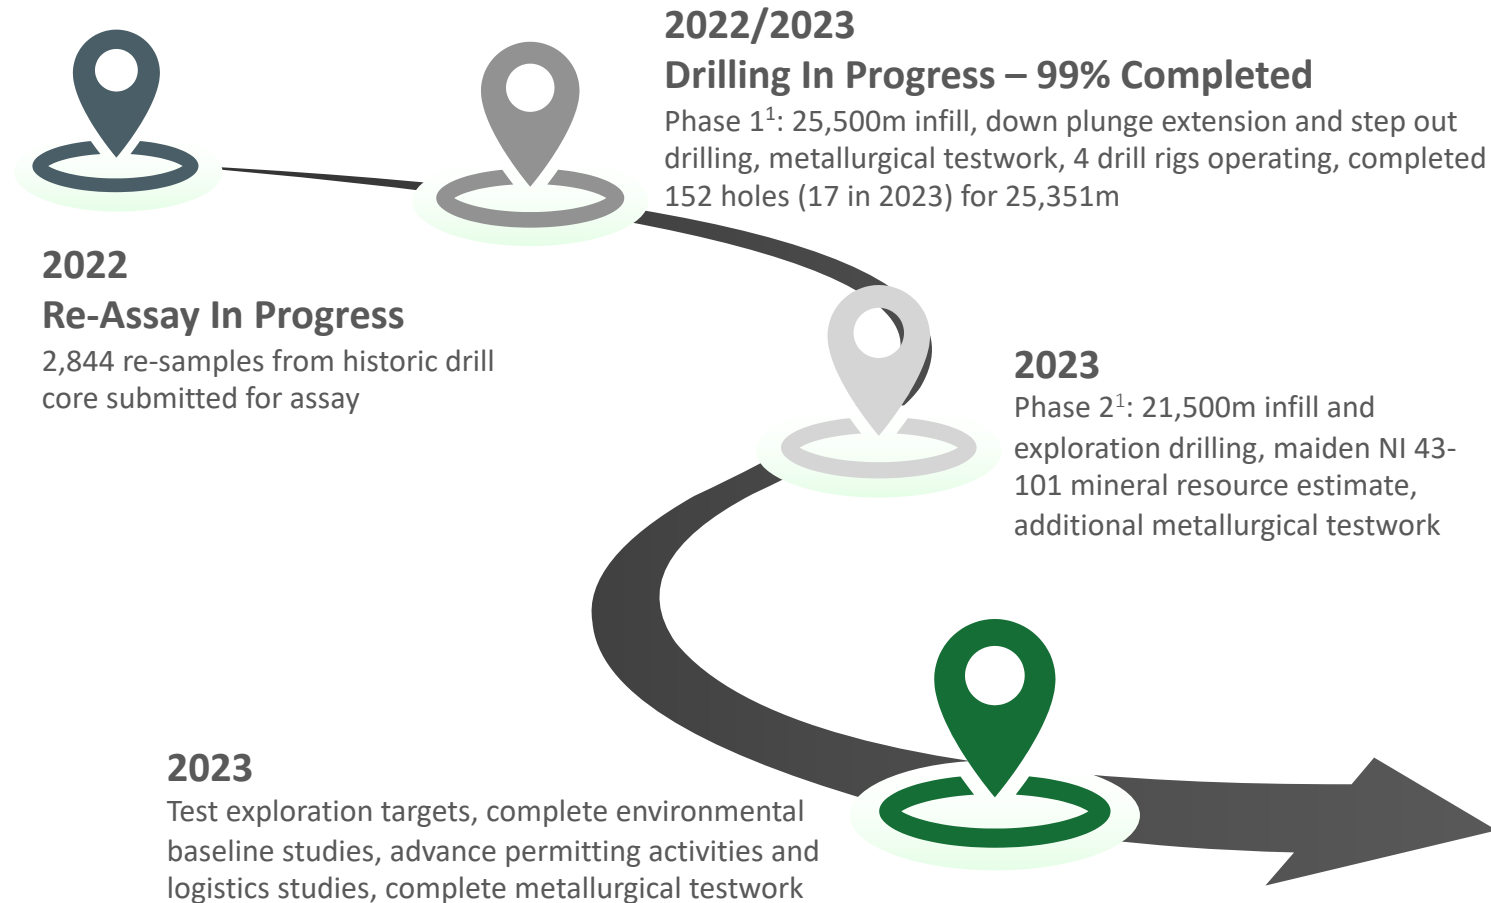 2022
Re-Assay In Progress
2,844 re-samples from historic drill
core submitted for assay
2022/2023
Drilling In Progress – 99% Completed
Phase 1¹: 25,500m infill, down plunge extension and step out
drilling, metallurgical testwork, 4 drill rigs operating, completed
152 holes (17 in 2023) for 25,351m
2023
Phase 2¹: 21,500m infill and
exploration drilling, maiden NI 43-
101 mineral resource estimate,
additional metallurgical testwork
2023
Test exploration targets, complete environmental
baseline studies, advance permitting activities and
logistics studies, complete metallurgical testwork